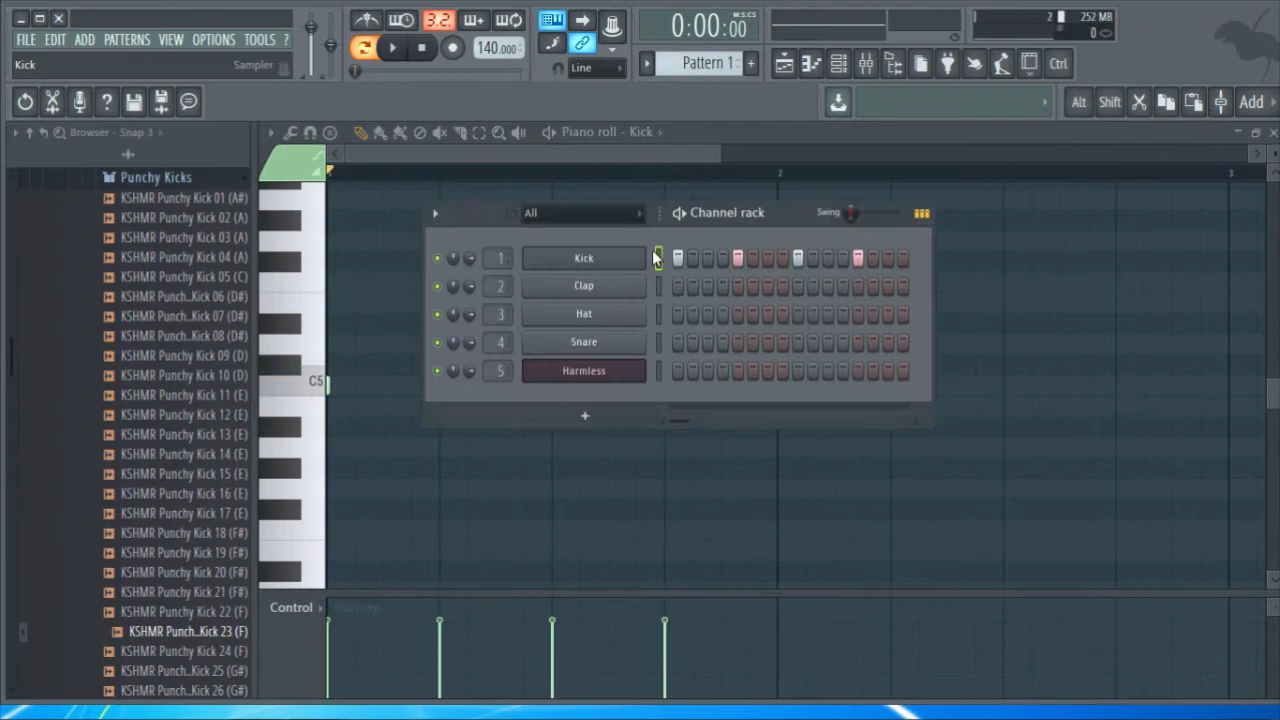 3.2
0:00:00
M:S:CS
2
252 MB
0
FILE EDIT ADD PATTERNS VIEW OPTIONS TOOLS ?
140.000
Line
Pattern 1
Ctrl
Kick
Sampler
Alt
Shift
Add
Browser - Snap 3
Piano roll - Kick
Punchy Kicks
KSHMR Punchy Kick 01 (A#)
KSHMR Punchy Kick 02 (A)
KSHMR Punchy Kick 03 (A)
KSHMR Punchy Kick 04 (A)
KSHMR Punchy Kick 05 (C)
KSHMR Punch..Kick 06 (D#)
KSHMR Punch..Kick 07 (D#)
KSHMR Punch..Kick 08 (D#)
KSHMR Punchy Kick 09 (D)
KSHMR Punchy Kick 10 (D)
KSHMR Punchy Kick 11 (E)
KSHMR Punchy Kick 12 (E)
KSHMR Punchy Kick 13 (E)
KSHMR Punchy Kick 14 (E)
KSHMR Punchy Kick 15 (E)
KSHMR Punchy Kick 16 (E)
KSHMR Punchy Kick 17 (E)
KSHMR Punchy Kick 18 (F#)
KSHMR Punchy Kick 19 (F#)
KSHMR Punchy Kick 20 (F#)
KSHMR Punchy Kick 21 (F)
KSHMR Punchy Kick 22 (F)
KSHMR Punch..Kick 23 (F)
KSHMR Punchy Kick 24 (F)
KSHMR Punch..Kick 25 (G#)
KSHMR Punch..Kick 26 (G#)
2
3
All
Channel rack
Swing
1 Kick
2 Clap
3 Hat
4 Snare
5 Harmless
+
C5
Control
Velocity